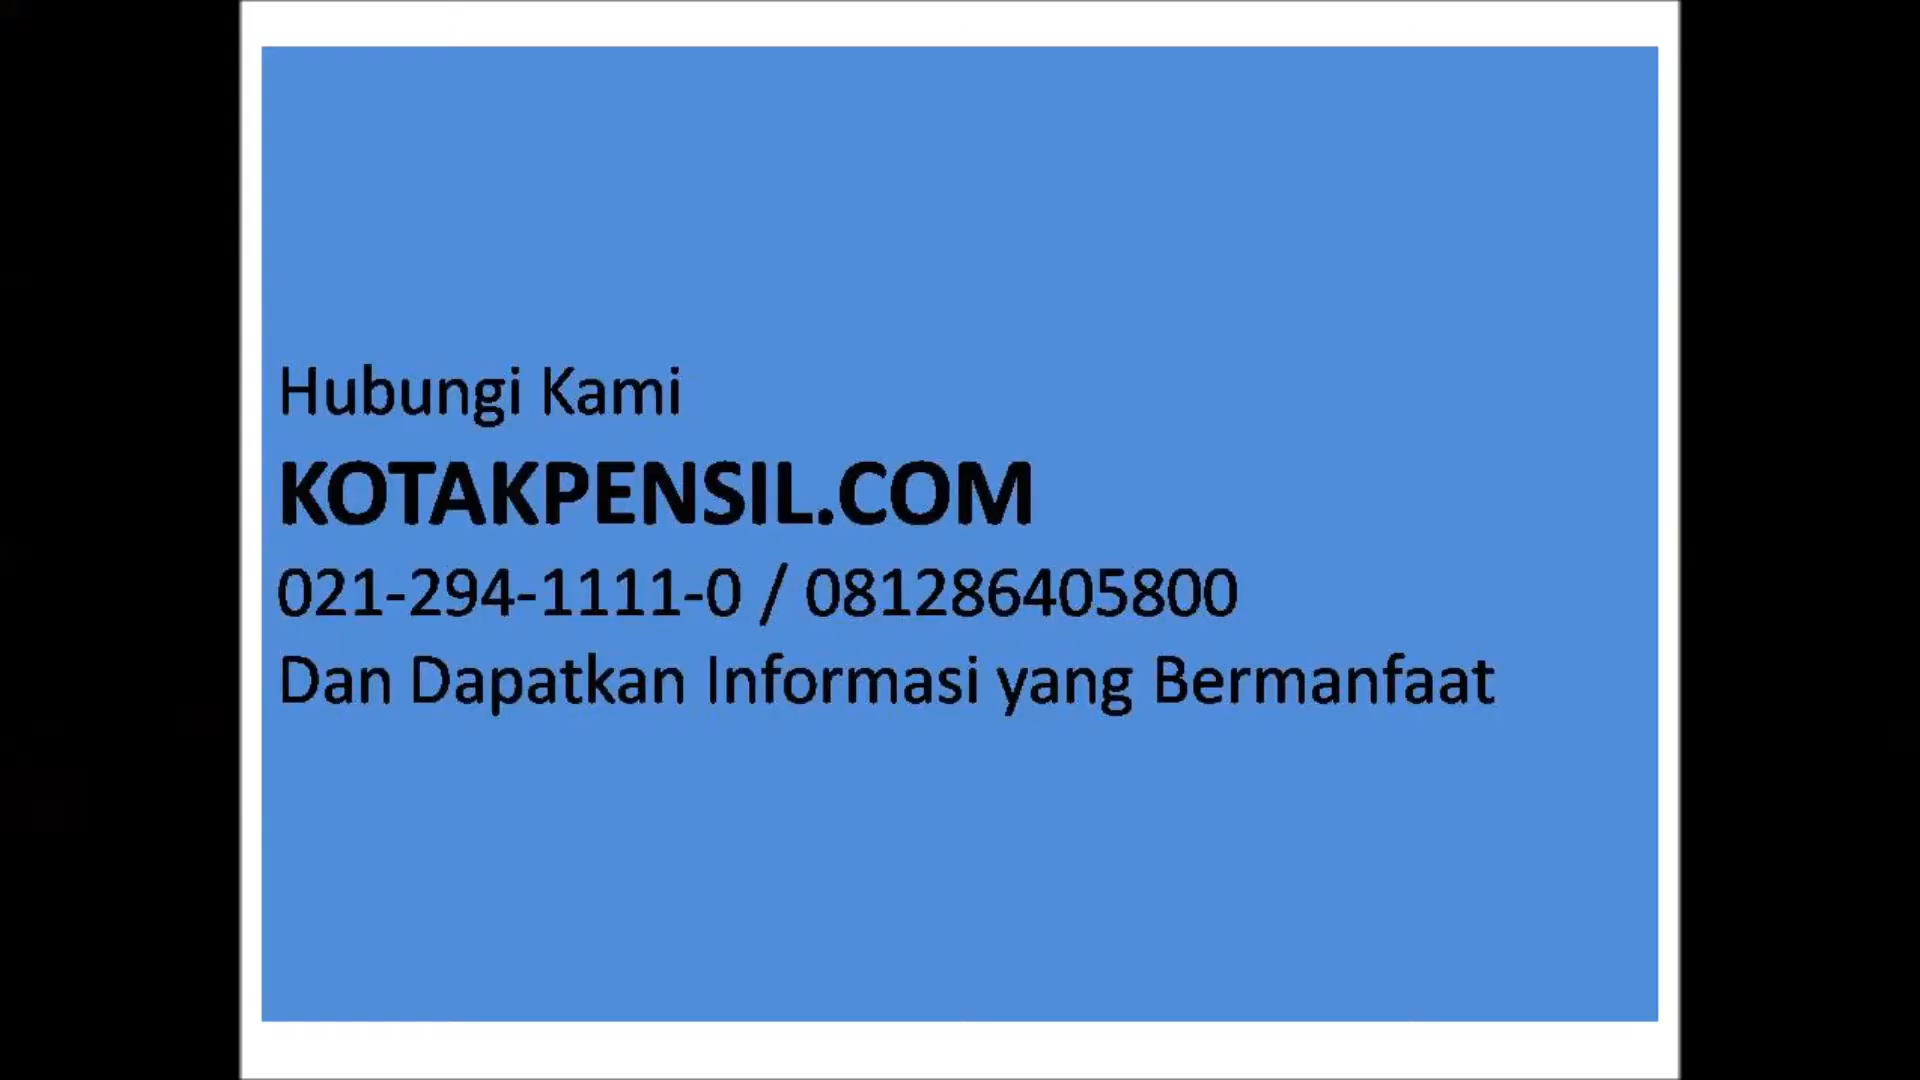 Hubungi Kami
KOTAKPENSIL.COM
021-294-1111-0 / 081286405800
Dan Dapatkan Informasi yang Bermanfaat